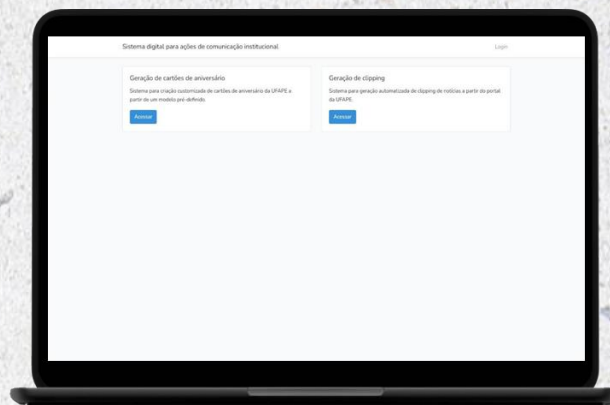 Sistema digital para ações de comunicação institucional
Login
Geração de cartões de aniversário
Sistema para criação customizada de cartões de aniversário da UFAPE a
partir de um modelo pré-definido.
Acessar
Geração de clipping
Sistema para geração automatizada de clipping de notícias a partir do portal
da UFAPE.
Acessar